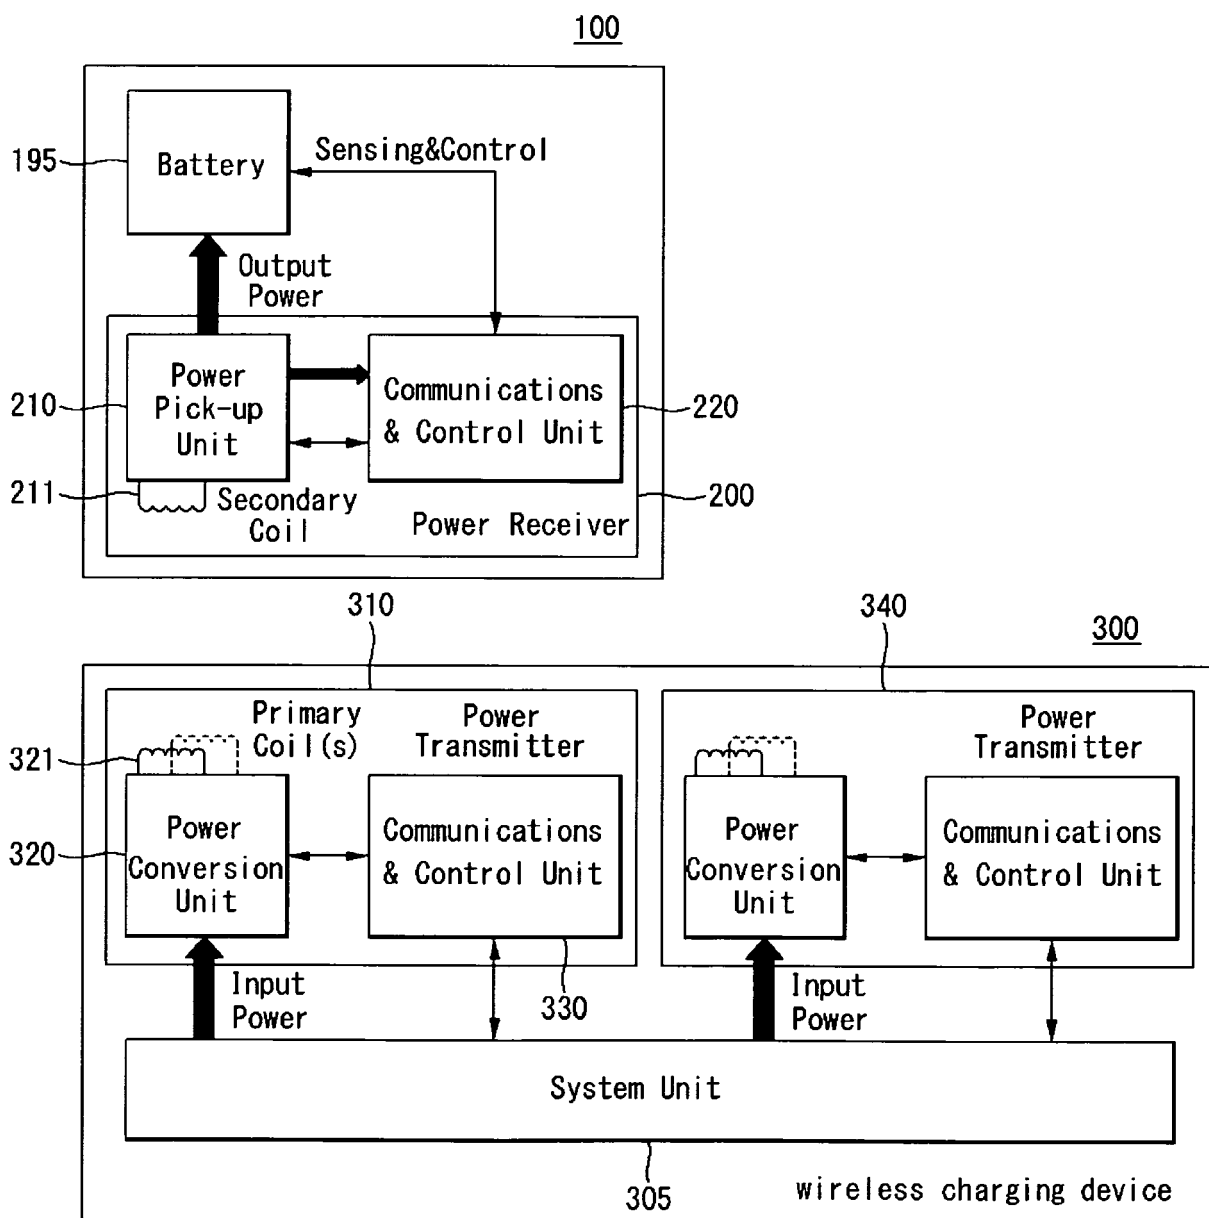 100
Battery
195
Sensing&Control
Output
Power
Power
Pick-up
Unit
210
Communications
& Control Unit
220
211
Secondary
Coil
Power Receiver
200
310
340
300
Primary
Coil(s)
Power
Transmitter
321
Power
Conversion
Unit
320
Communications
& Control Unit
Power
Transmitter
Power
Conversion
Unit
Communications
& Control Unit
Input
Power
330
Input
Power
System Unit
305
wireless charging device